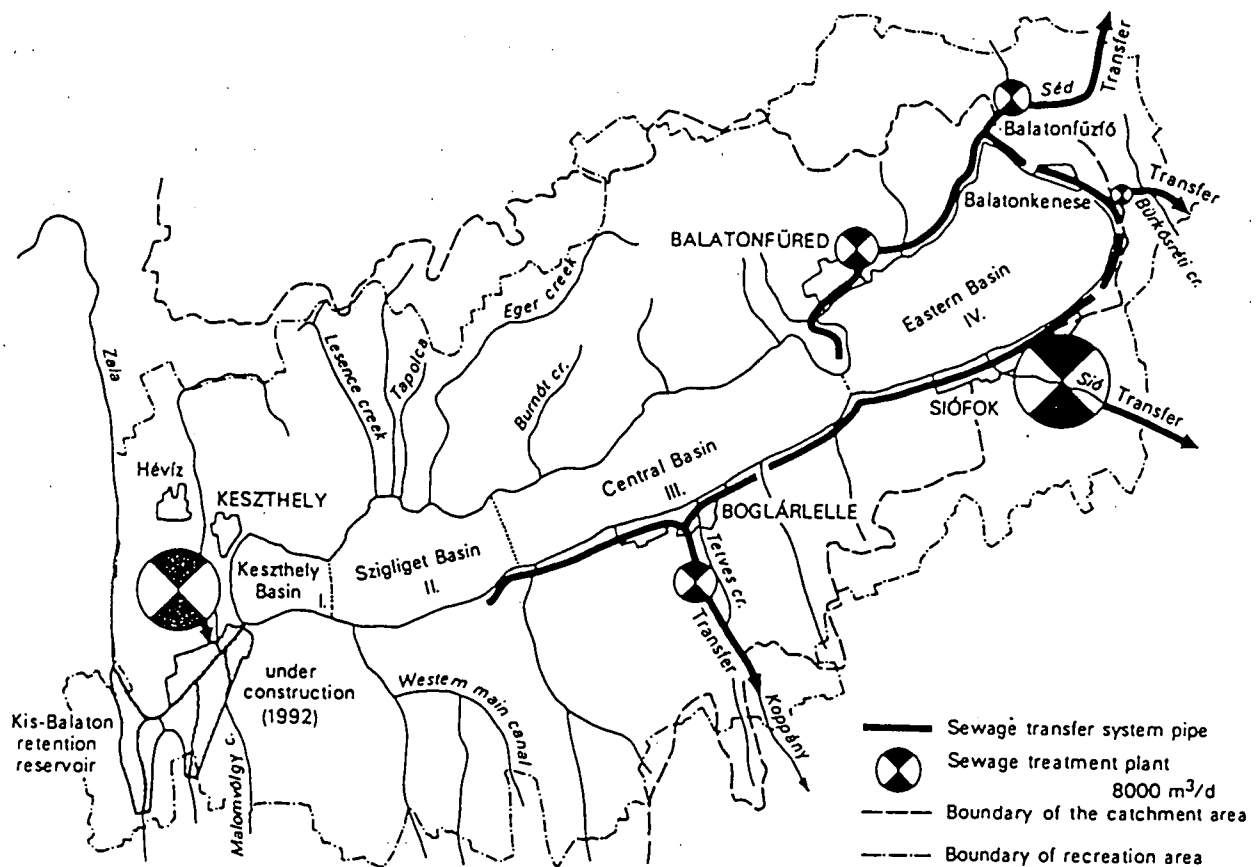 Transfer
Séd
Balatonfűzfő
Transfer
Balatonkenese
Bürkösréti cr.
BALATONFÜRED
Eastern Basin
IV.
Eger creek
Lesence creek
Tapolca
Burnót cr.
Zala
Sió
Transfer
SIÓFOK
Central Basin
III.
Hévíz
KESZTHELY
BOGLÁRLELLE
Tetves cr.
Szigliget Basin
II.
Keszthely
Basin
I.
Transfer
Koppány
under
construction
(1992)
Western main canal
Kis-Balaton
retention
reservoir
Malomvölgy c.
Sewage transfer system pipe
Sewage treatment plant
8000 m³/d
Boundary of the catchment area
Boundary of recreation area